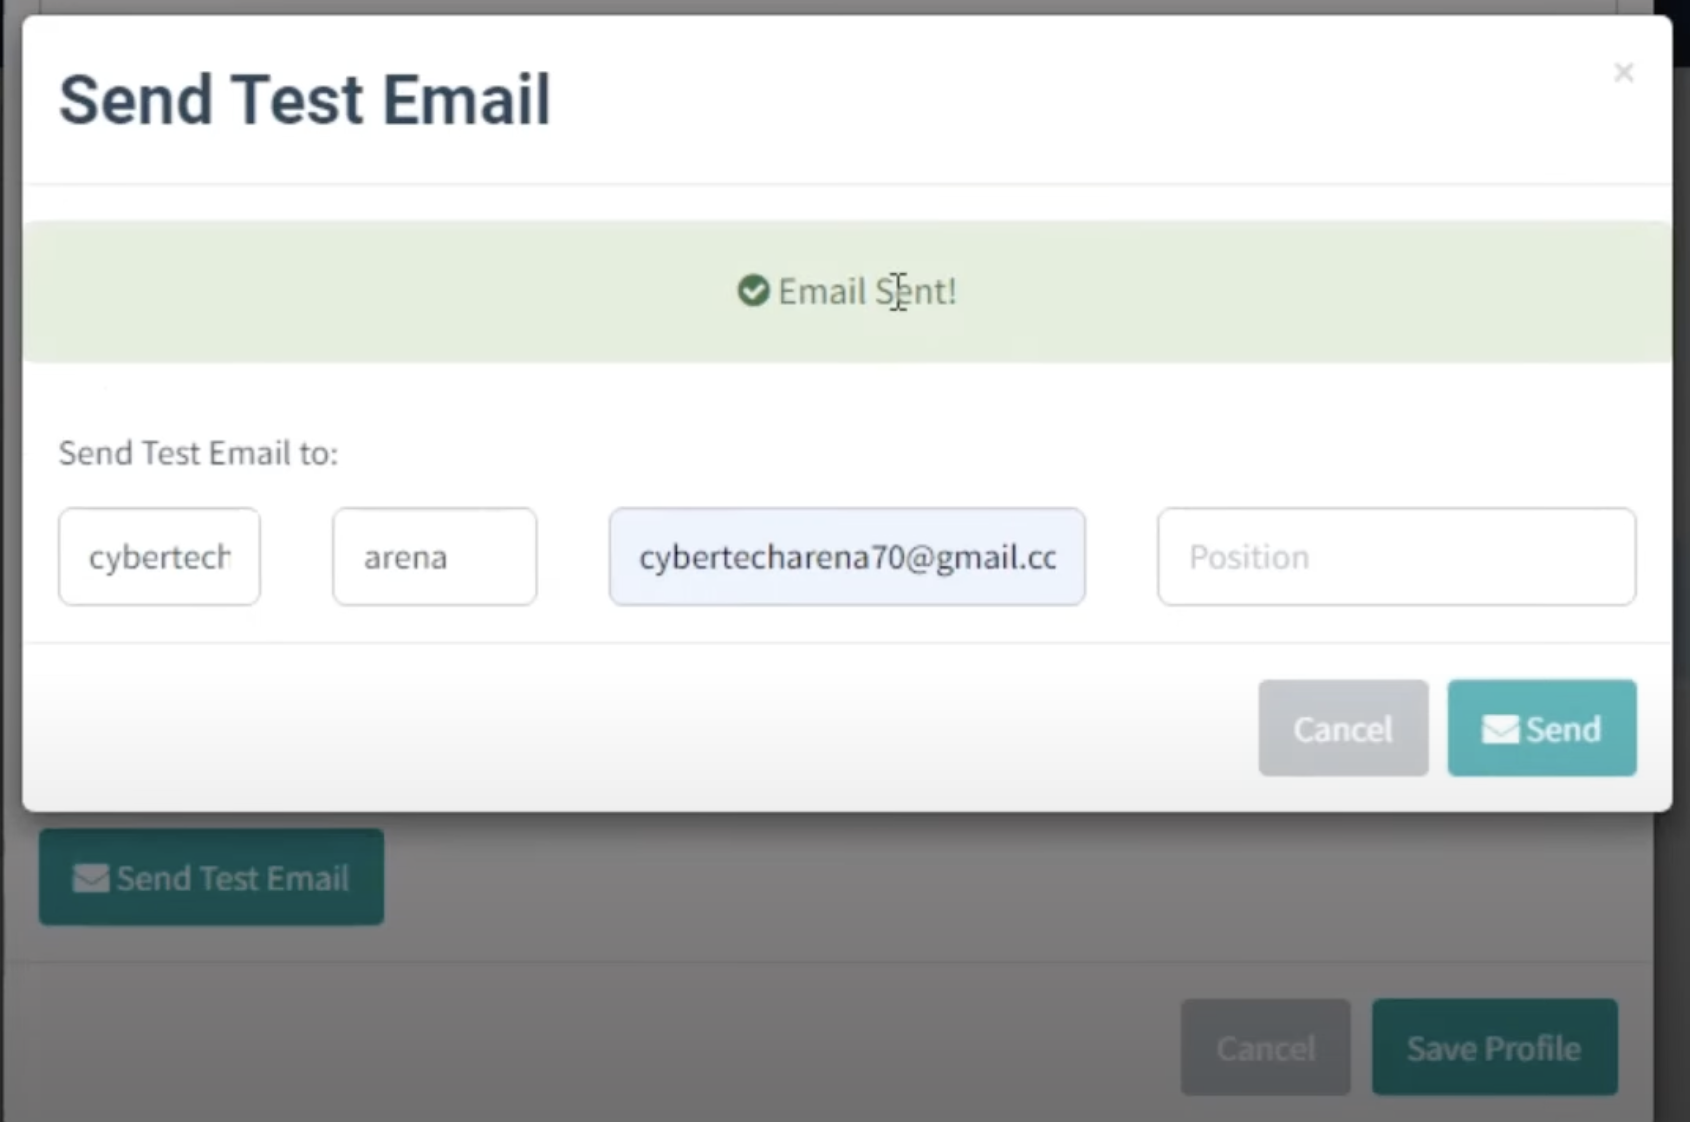 Send Test Email
×
Email Sent!
Send Test Email to:
cybertech arena cybertecharena70@gmail.cc Position
Cancel Send
Send Test Email
Cancel Save Profile